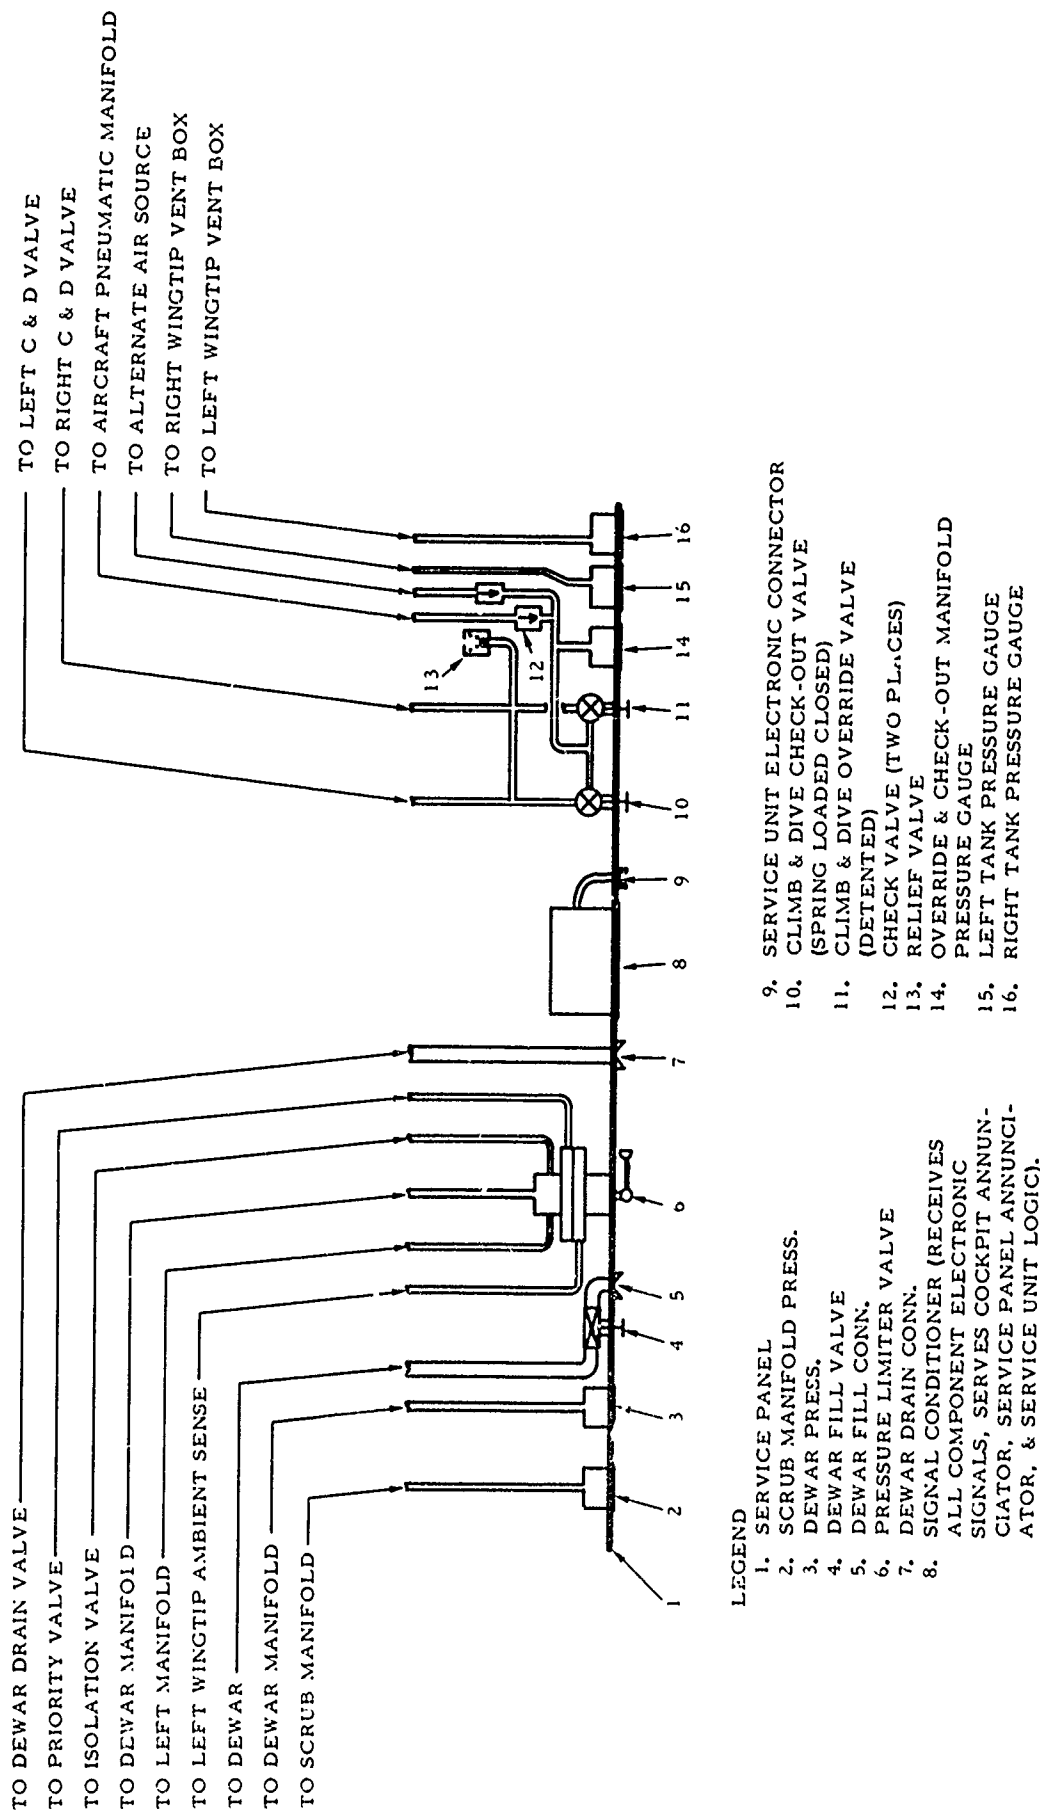 TO DEWAR DRAIN VALVE
TO PRIORITY VALVE
TO ISOLATION VALVE
TO DEWAR MANIFOLD
TO LEFT MANIFOLD
TO LEFT WINGTIP AMBIENT SENSE
TO DEWAR
TO DEWAR MANIFOLD
TO SCRUB MANIFOLD
TO LEFT C & D VALVE
TO RIGHT C & D VALVE
TO AIRCRAFT PNEUMATIC MANIFOLD
TO ALTERNATE AIR SOURCE
TO RIGHT WINGTIP VENT BOX
TO LEFT WINGTIP VENT BOX
13
12
1
2
3
4
5
6
7
8
9
10
11
14
15
16
LEGEND
1. SERVICE PANEL
2. SCRUB MANIFOLD PRESS.
3. DEWAR PRESS.
4. DEWAR FILL VALVE
5. DEWAR FILL CONN.
6. PRESSURE LIMITER VALVE
7. DEWAR DRAIN CONN.
8. SIGNAL CONDITIONER (RECEIVES
ALL COMPONENT ELECTRONIC
SIGNALS, SERVES COCKPIT ANNUN-
CIATOR, SERVICE PANEL ANNUNCI-
ATOR, & SERVICE UNIT LOGIC).
9. SERVICE UNIT ELECTRONIC CONNECTOR
10. CLIMB & DIVE CHECK-OUT VALVE
(SPRING LOADED CLOSED)
11. CLIMB & DIVE OVERRIDE VALVE
(DETENTED)
12. CHECK VALVE (TWO PLACES)
13. RELIEF VALVE
14. OVERRIDE & CHECK-OUT MANIFOLD
PRESSURE GAUGE
15. LEFT TANK PRESSURE GAUGE
16. RIGHT TANK PRESSURE GAUGE